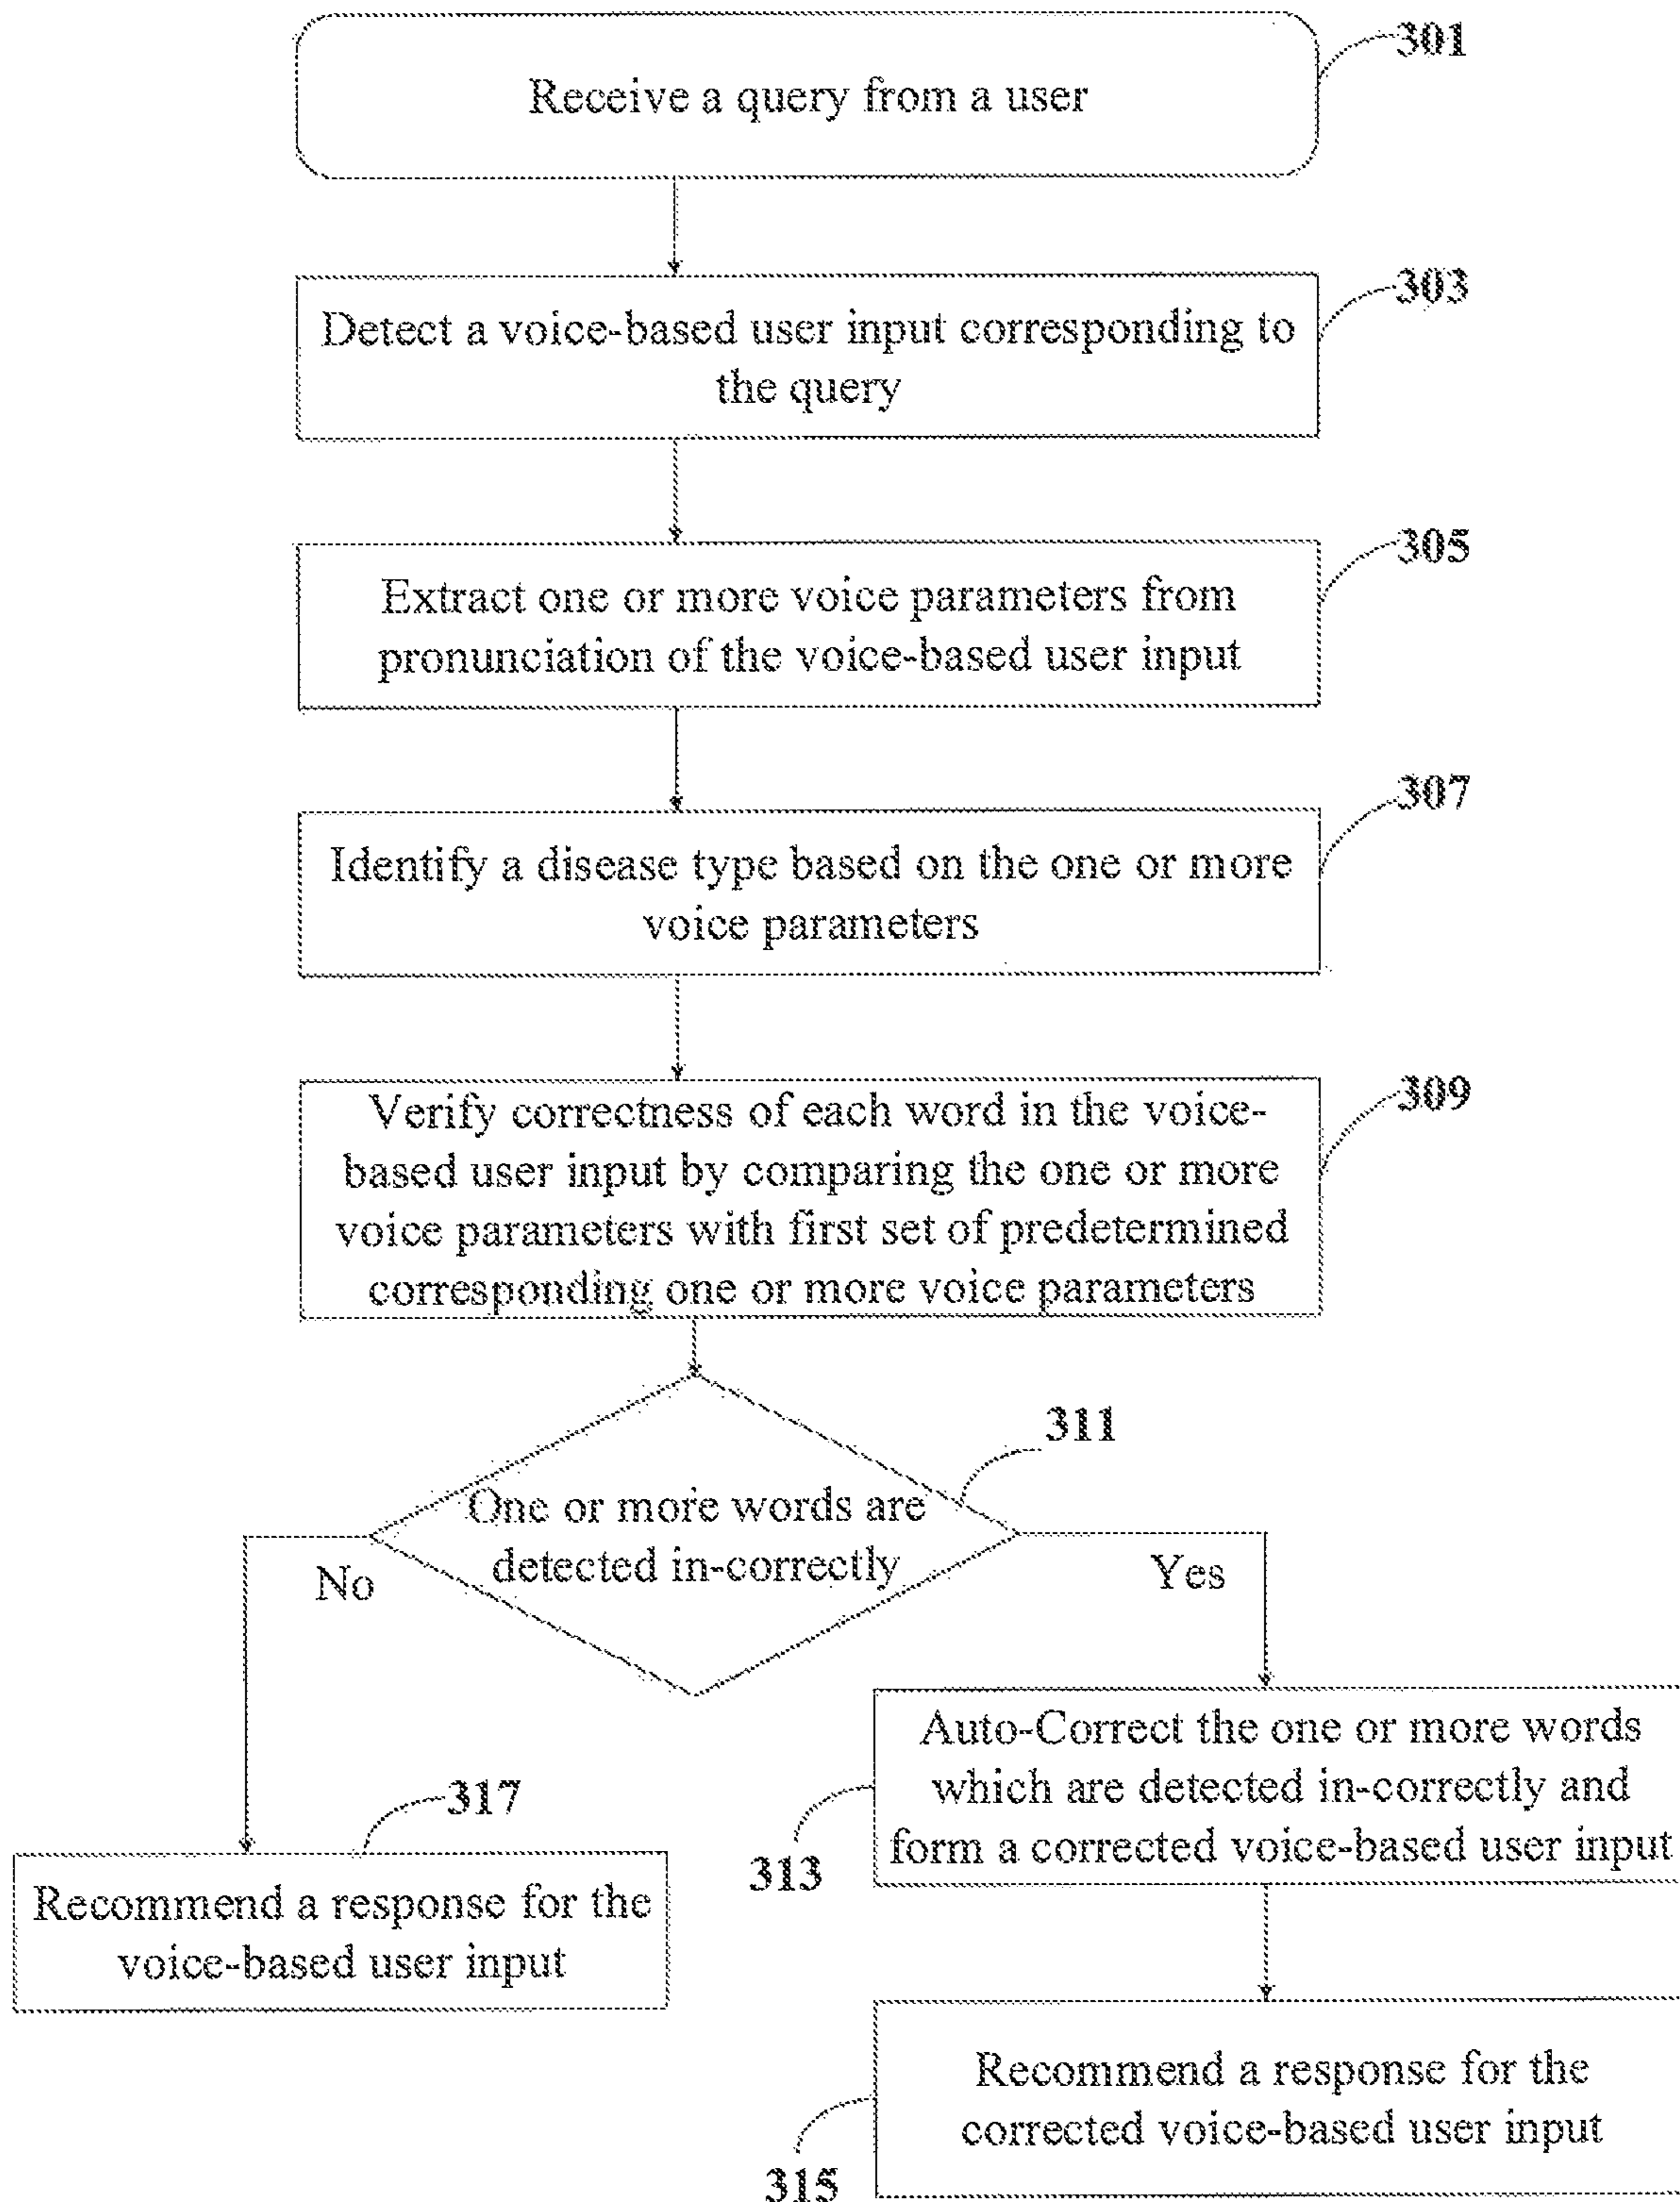 301
Receive a query from a user
303
Detect a voice-based user input corresponding to
the query
305
Extract one or more voice parameters from
pronunciation of the voice-based user input
307
Identify a disease type based on the one or more
voice parameters
309
Verify correctness of each word in the voice-
based user input by comparing the one or more
voice parameters with first set of predetermined
corresponding one or more voice parameters
311
One or more words are
detected in-correctly
No
Yes
313
Auto-Correct the one or more words
which are detected in-correctly and
form a corrected voice-based user input
317
Recommend a response for the
voice-based user input
315
Recommend a response for the
corrected voice-based user input